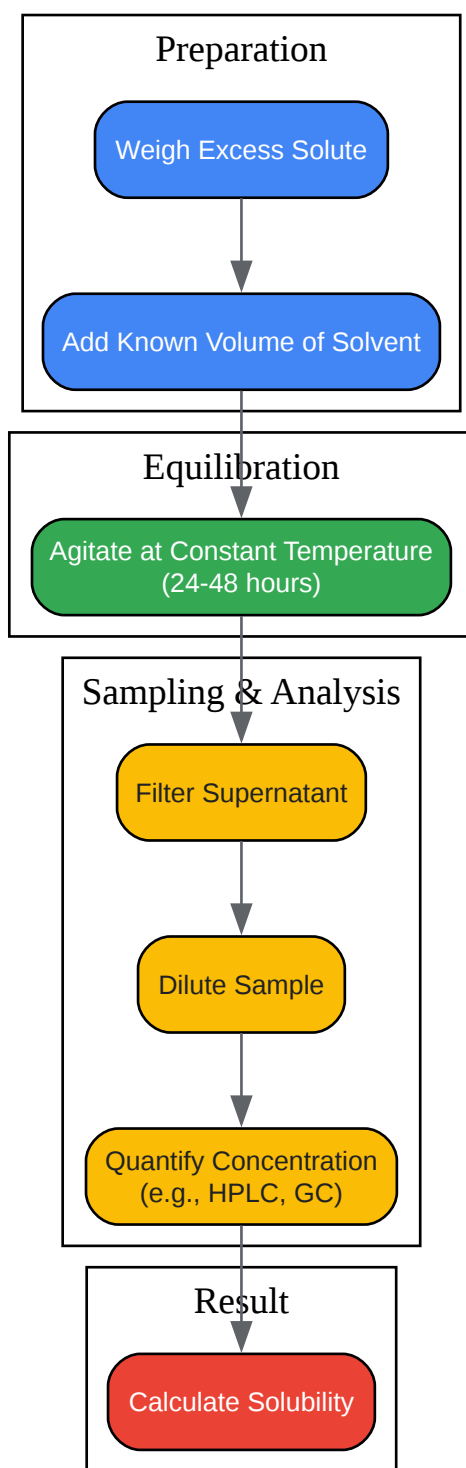 Preparation
Weigh Excess Solute
Add Known Volume of Solvent
Equilibration
Agitate at Constant Temperature
(24-48 hours)
Sampling & Analysis
Filter Supernatant
Dilute Sample
Quantify Concentration
(e.g., HPLC, GC)
Result
Calculate Solubility